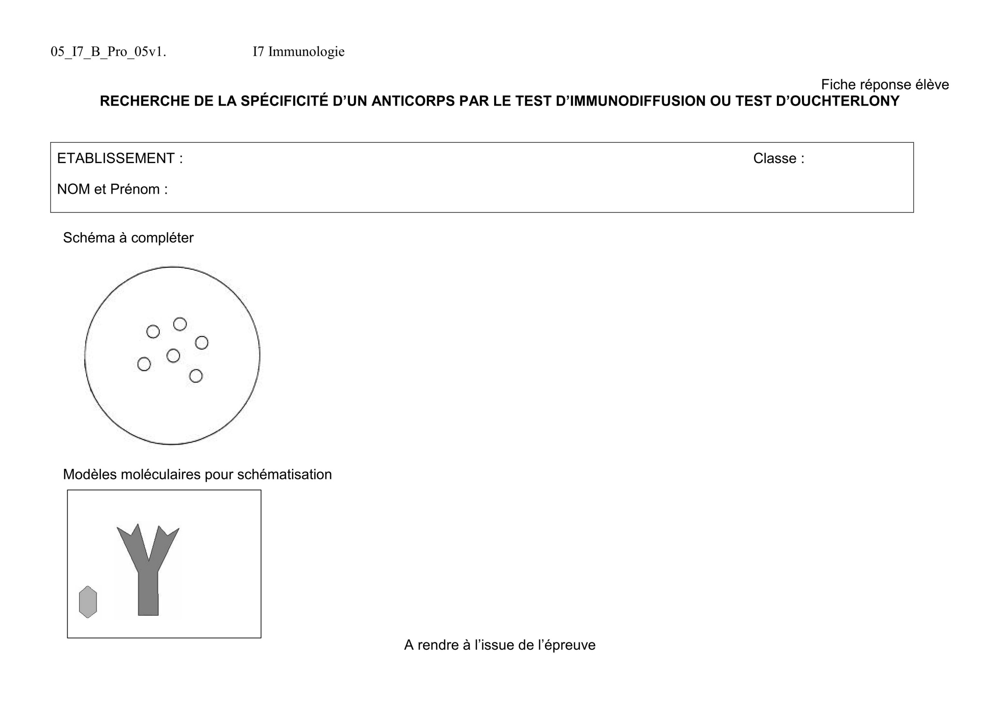 05_I7_B_Pro_05v1. I7 Immunologie
Fiche réponse élève
RECHERCHE DE LA SPÉCIFICITÉ D’UN ANTICORPS PAR LE TEST D’IMMUNODIFFUSION OU TEST D’OUCHTERLONY
ETABLISSEMENT : Classe :
NOM et Prénom :
Schéma à compléter
Modèles moléculaires pour schématisation
A rendre à l’issue de l’épreuve